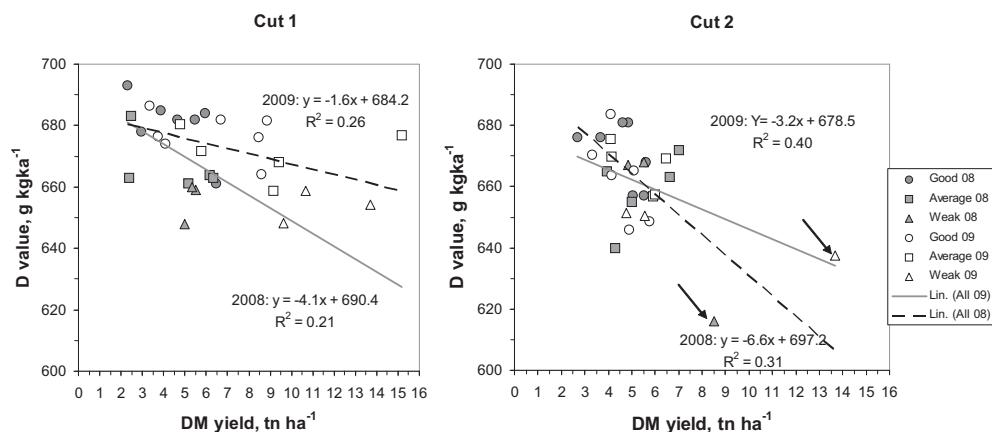 Cut 1
D value, g kgka⁻¹
700
680
660
640
620
600
2009: y = -1.6x + 684.2
R² = 0.26
2008: y = -4.1x + 690.4
R² = 0.21
0 1 2 3 4 5 6 7 8 9 10 11 12 13 14 15 16
DM yield, tn ha⁻¹
Cut 2
D value, g kgka⁻¹
700
680
660
640
620
600
2009: Y= -3.2x + 678.5
R² = 0.40
2008: y = -6.6x + 697.2
R² = 0.31
0 1 2 3 4 5 6 7 8 9 10 11 12 13 14 15 16
DM yield, tn ha⁻¹
Good 08
Average 08
Weak 08
Good 09
Average 09
Weak 09
Lin. (All 09)
Lin. (All 08)